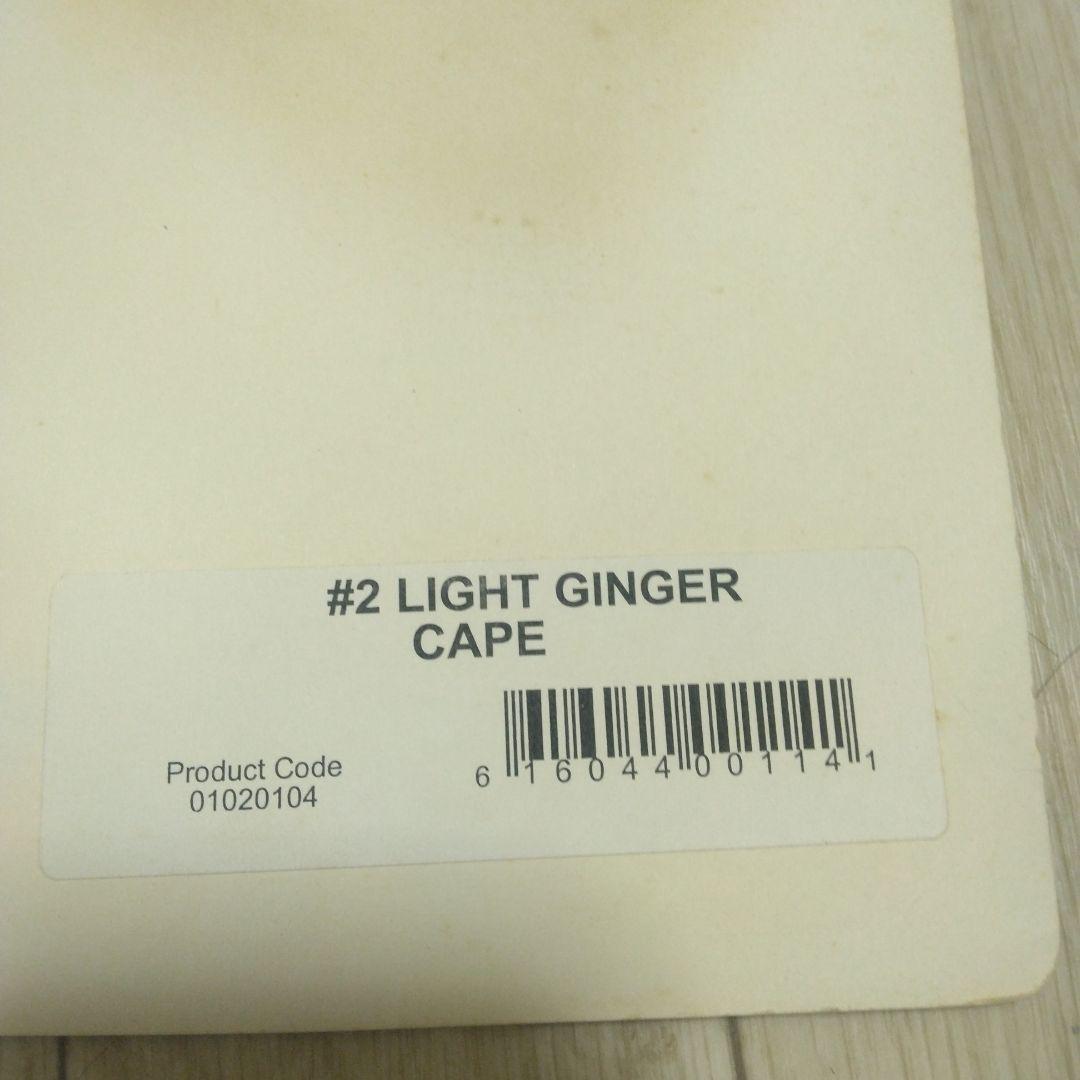 #2 LIGHT GINGER
CAPE
Product Code
01020104
6 16044 00114 1